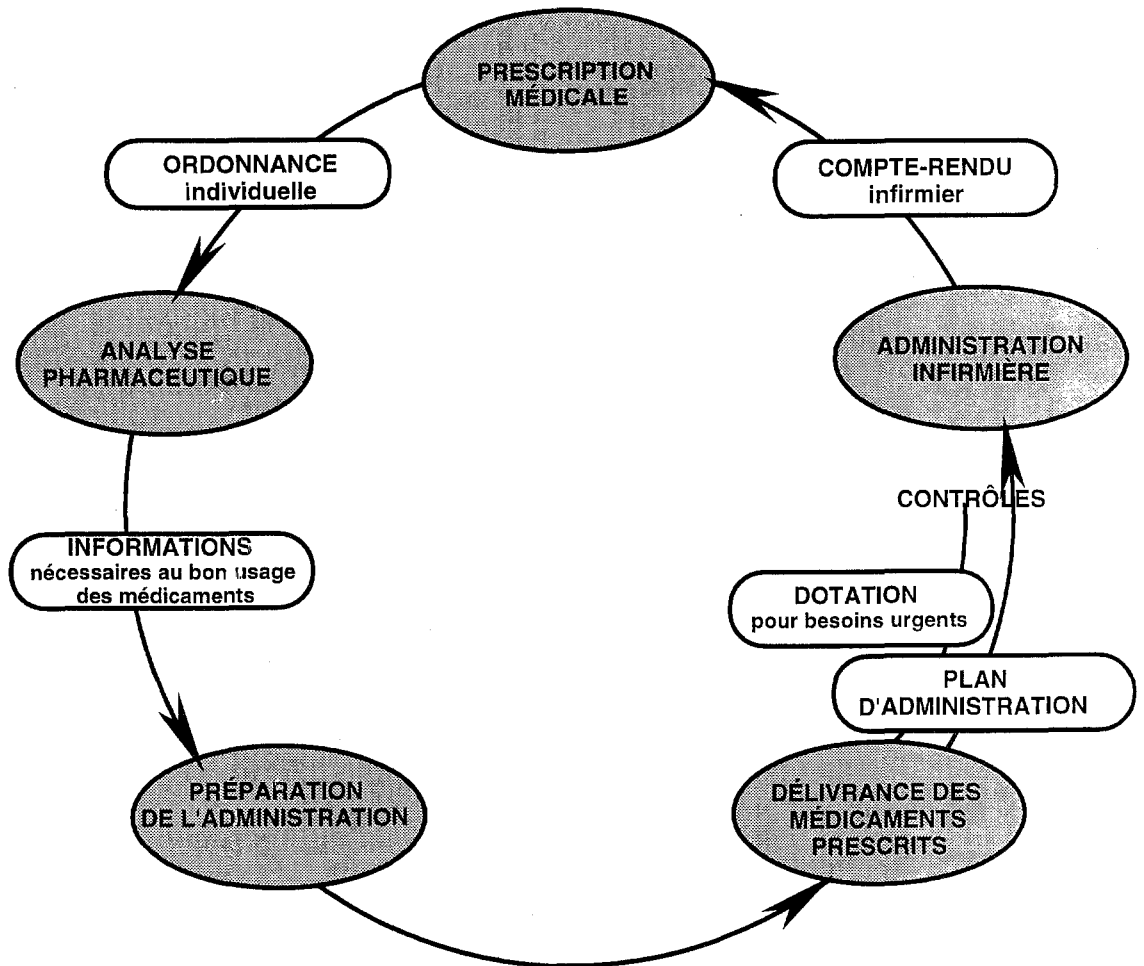 PRESCRIPTION
MÉDICALE
ORDONNANCE
individuelle
COMPTE-RENDU
infirmier
ANALYSE
PHARMACEUTIQUE
ADMINISTRATION
INFIRMIÈRE
CONTRÔLES
INFORMATIONS
nécessaires au bon usage
des médicaments
DOTATION
pour besoins urgents
PLAN
D'ADMINISTRATION
PRÉPARATION
DE L'ADMINISTRATION
DÉLIVRANCE DES
MÉDICAMENTS
PRESCRITS